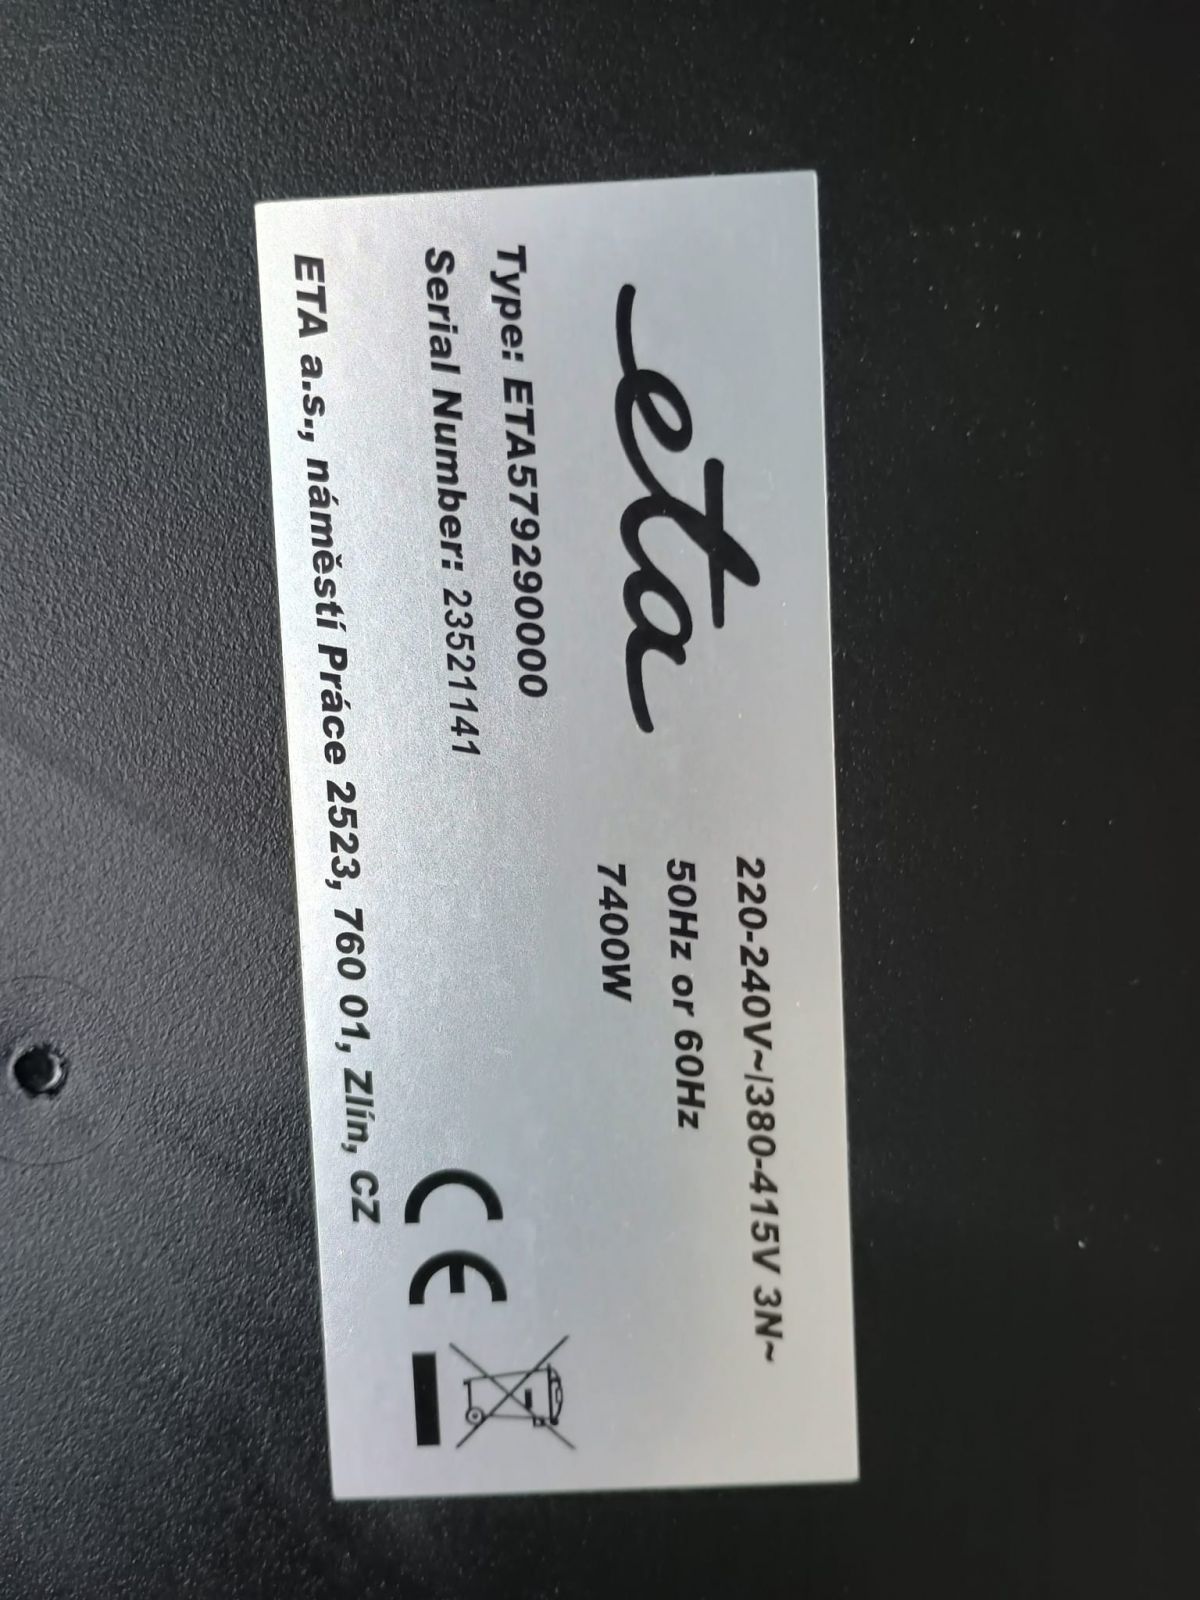 eta
220-240V~/380-415V 3N~
50Hz or 60Hz
7400W
Type: ETA579290000
Serial Number: 23521141
ETA a.s., náměstí Práce 2523, 760 01, Zlín, CZ
CE